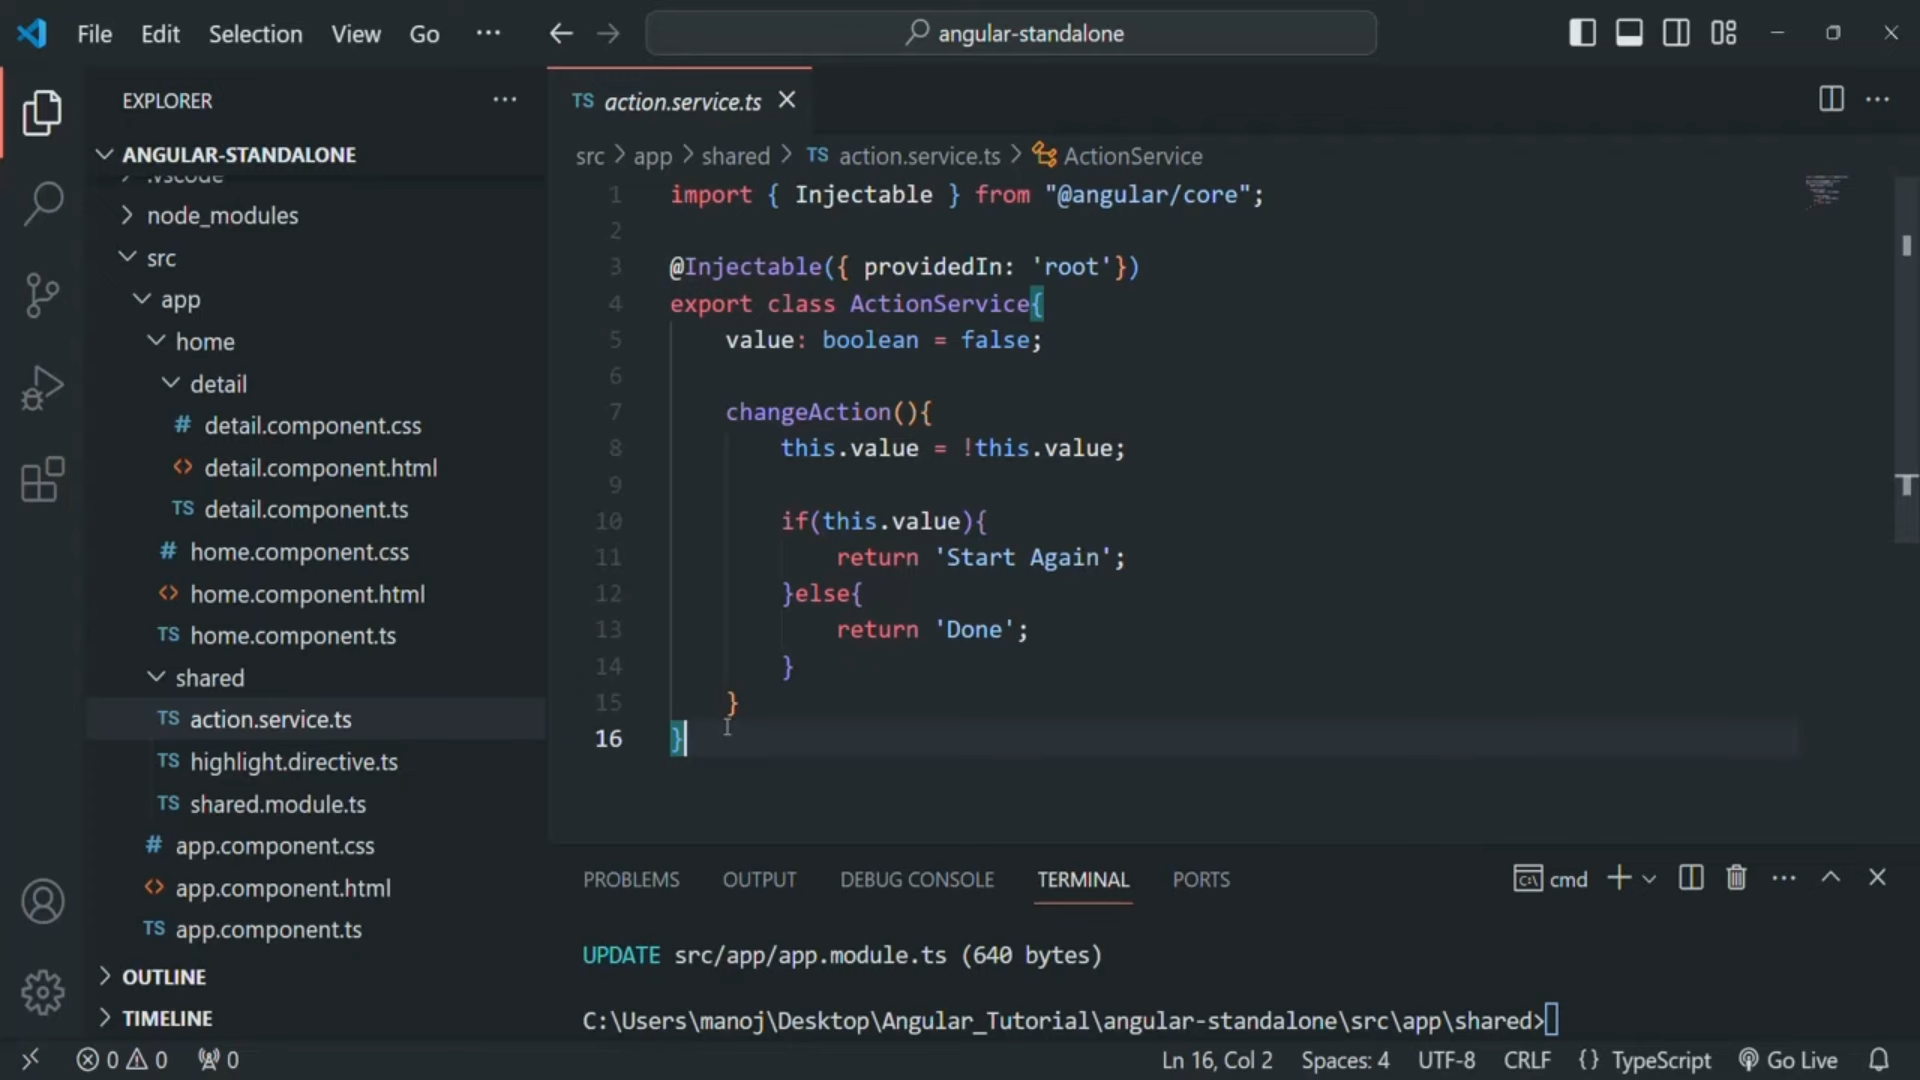 File Edit Selection View Go ··· angular-standalone
EXPLORER ···
ANGULAR-STANDALONE
.vscode
node_modules
src
app
home
detail
# detail.component.css
<> detail.component.html
TS detail.component.ts
# home.component.css
<> home.component.html
TS home.component.ts
shared
TS action.service.ts
TS highlight.directive.ts
TS shared.module.ts
# app.component.css
<> app.component.html
TS app.component.ts
OUTLINE
TIMELINE
TS action.service.ts
src > app > shared > TS action.service.ts > ActionService
1 import { Injectable } from "@angular/core";
2
3 @Injectable({ providedIn: 'root'})
4 export class ActionService{
5 value: boolean = false;
6
7 changeAction(){
8 this.value = !this.value;
9
10 if(this.value){
11 return 'Start Again';
12 }else{
13 return 'Done';
14 }
15 }
16 }
PROBLEMS OUTPUT DEBUG CONSOLE TERMINAL PORTS cmd
UPDATE src/app/app.module.ts (640 bytes)
C:\Users\manoj\Desktop\Angular_Tutorial\angular-standalone\src\app\shared>
0 0 0 Ln 16, Col 2 Spaces: 4 UTF-8 CRLF {} TypeScript Go Live